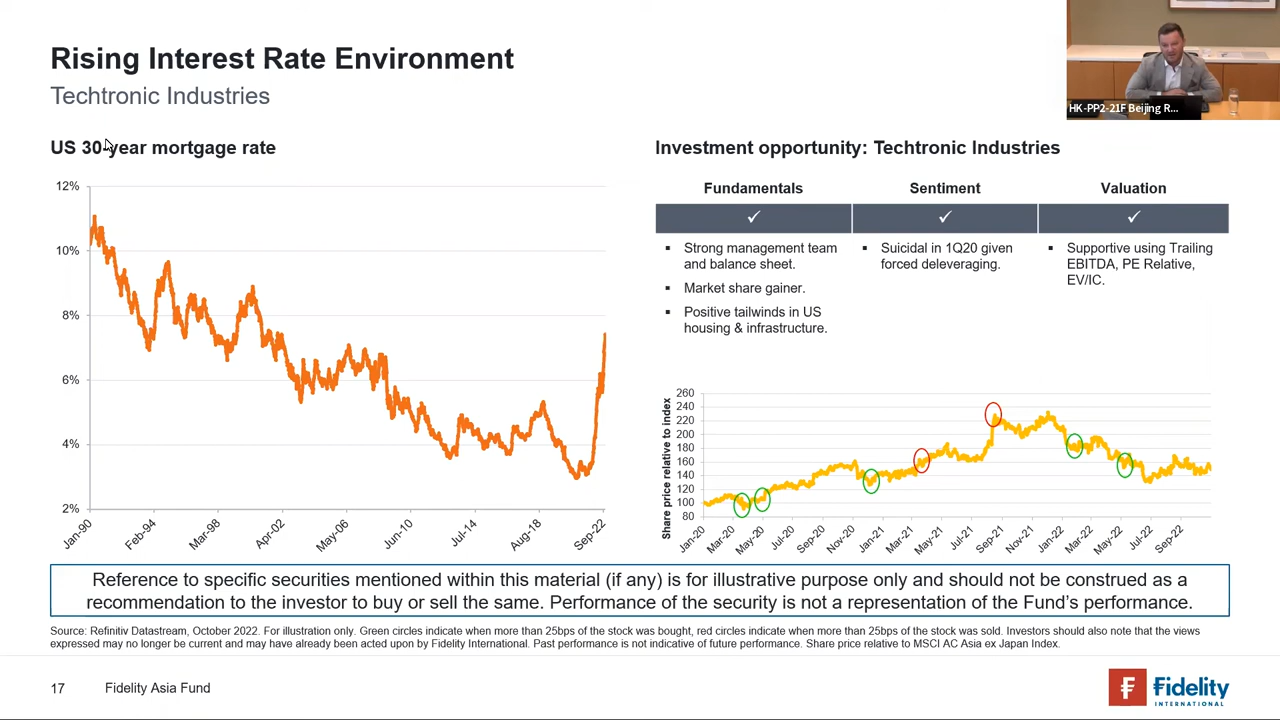 Rising Interest Rate Environment
Techtronic Industries
HK-PP2-21F Beijing R...
US 30-year mortgage rate
12%
10%
8%
6%
4%
2%
Jan-90
Feb-94
Mar-98
Apr-02
May-06
Jun-10
Jul-14
Aug-18
Sep-22
Investment opportunity: Techtronic Industries
Fundamentals
Sentiment
Valuation
✓
✓
✓
▪ Strong management team
and balance sheet.
▪ Market share gainer.
▪ Positive tailwinds in US
housing & infrastructure.
▪ Suicidal in 1Q20 given
forced deleveraging.
▪ Supportive using Trailing
EBITDA, PE Relative,
EV/IC.
Share price relative to index
260
240
220
200
180
160
140
120
100
80
Jan-20
Mar-20
May-20
Jul-20
Sep-20
Nov-20
Jan-21
Mar-21
May-21
Jul-21
Sep-21
Nov-21
Jan-22
Mar-22
May-22
Jul-22
Sep-22
Reference to specific securities mentioned within this material (if any) is for illustrative purpose only and should not be construed as a
recommendation to the investor to buy or sell the same. Performance of the security is not a representation of the Fund's performance.
Source: Refinitiv Datastream, October 2022. For illustration only. Green circles indicate when more than 25bps of the stock was bought, red circles indicate when more than 25bps of the stock was sold. Investors should also note that the views
expressed may no longer be current and may have already been acted upon by Fidelity International. Past performance is not indicative of future performance. Share price relative to MSCI AC Asia ex Japan Index.
17
Fidelity Asia Fund
Fidelity
INTERNATIONAL